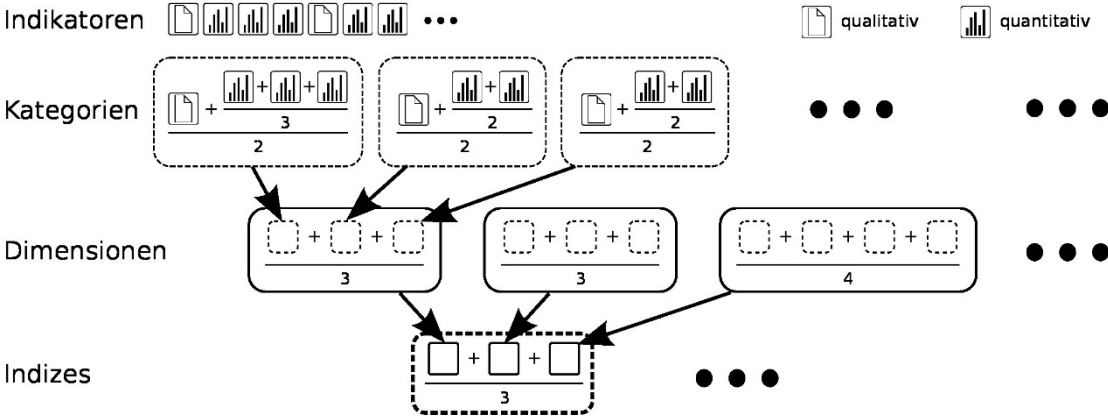 Indikatoren ••• qualitativ quantitativ
Kategorien + + + 3 2 + + 2 2 + + 2 2 ••• •••
Dimensionen + + 3 + + 3 + + + 4 •••
Indizes + + 3 •••